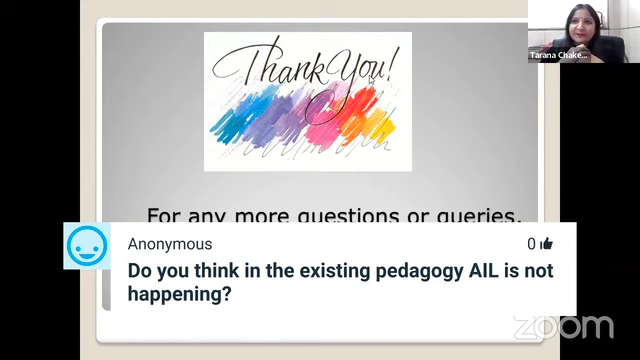 Thank You!
Tarana Chake...
For any more questions or queries,
Anonymous
0
Do you think in the existing pedagogy AIL is not
happening?
zoom